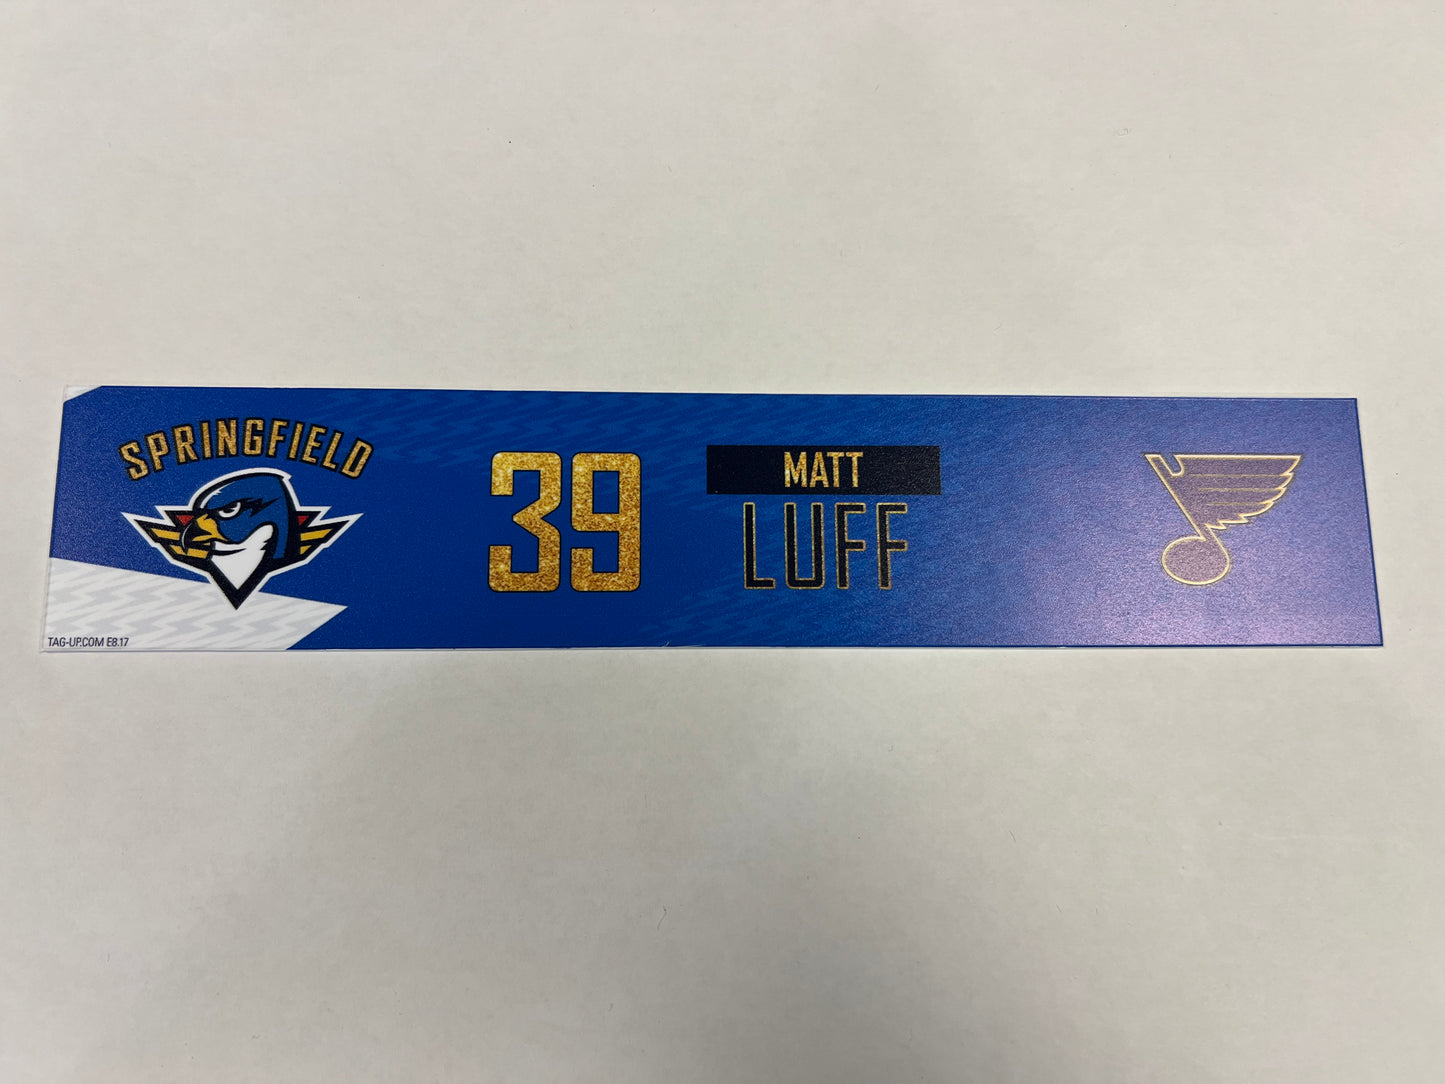 SPRINGFIELD
39
MATT
LUFF
TAG-UP.COM E8.17